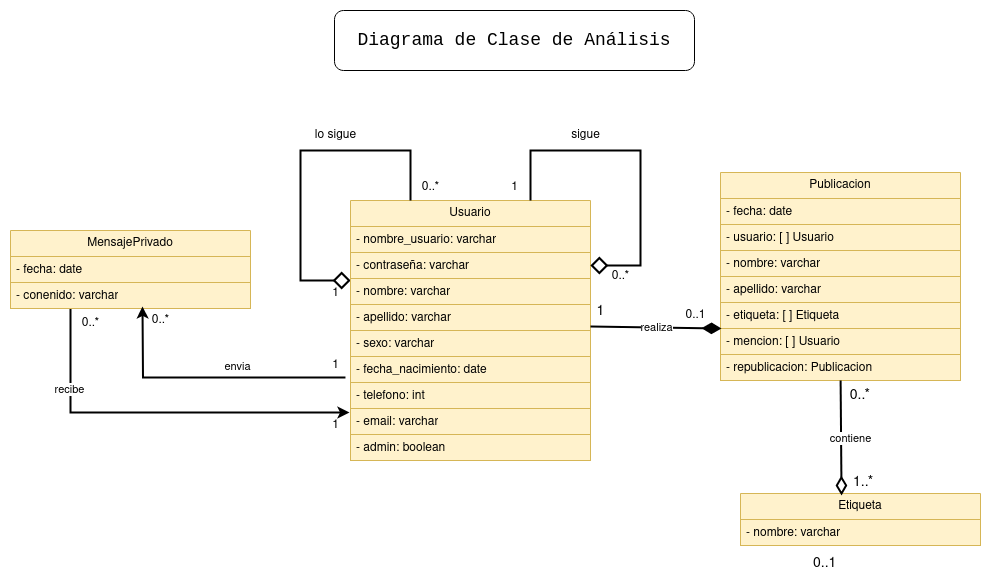 Diagrama de Clase de Análisis
lo sigue
sigue
0..*
1
Publicacion
- fecha: date
- usuario: [ ] Usuario
- nombre: varchar
- apellido: varchar
- etiqueta: [ ] Etiqueta
- mencion: [ ] Usuario
- republicacion: Publicacion
Usuario
- nombre_usuario: varchar
- contraseña: varchar
- nombre: varchar
- apellido: varchar
- sexo: varchar
- fecha_nacimiento: date
- telefono: int
- email: varchar
- admin: boolean
MensajePrivado
- fecha: date
- conenido: varchar
1
0..*
1
0..1
realiza
0..*
0..*
envia
1
recibe
1
0..*
contiene
1..*
Etiqueta
- nombre: varchar
0..1